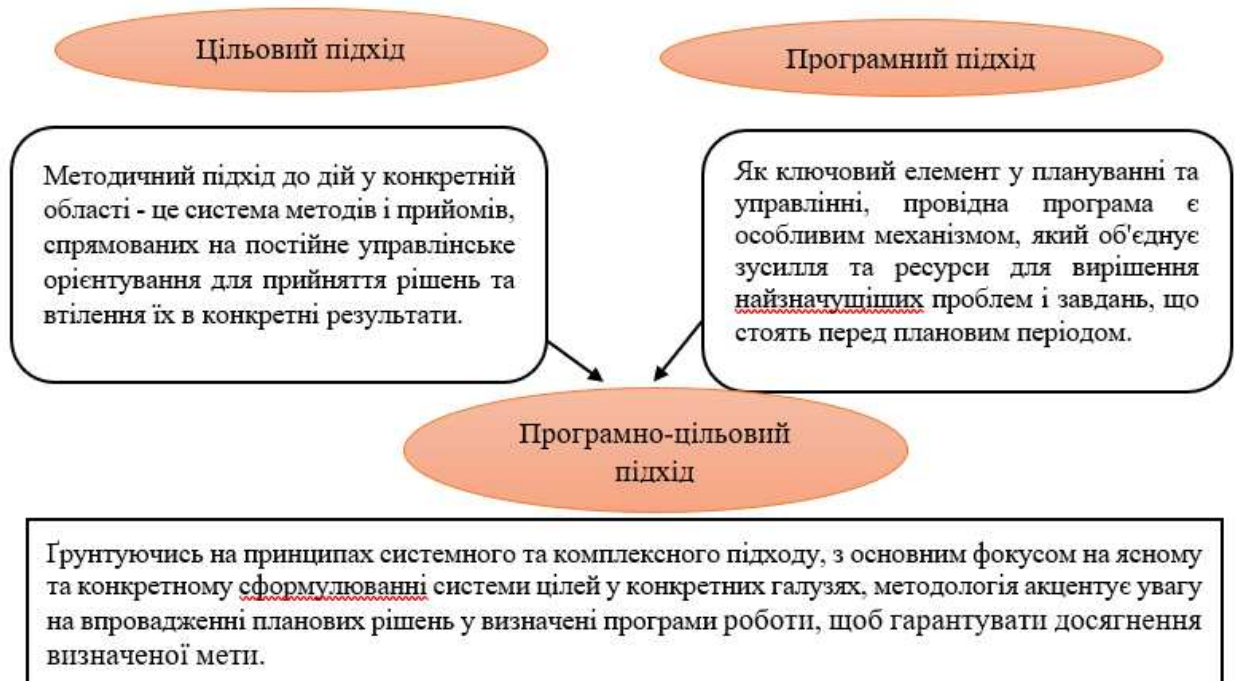 Цільовий підхід
Програмний підхід
Методичний підхід до дій у конкретній
області - це система методів і прийомів,
спрямованих на постійне управлінське
орієнтування для прийняття рішень та
втілення їх в конкретні результати.
Як ключовий елемент у плануванні та
управлінні, провідна програма є
особливим механізмом, який об'єднує
зусилля та ресурси для вирішення
найзначущіших проблем і завдань, що
стоять перед плановим періодом.
Програмно-цільовий
підхід
Ґрунтуючись на принципах системного та комплексного підходу, з основним фокусом на ясному
та конкретному сформулюванні системи цілей у конкретних галузях, методологія акцентує увагу
на впровадженні планових рішень у визначені програми роботи, щоб гарантувати досягнення
визначеної мети.